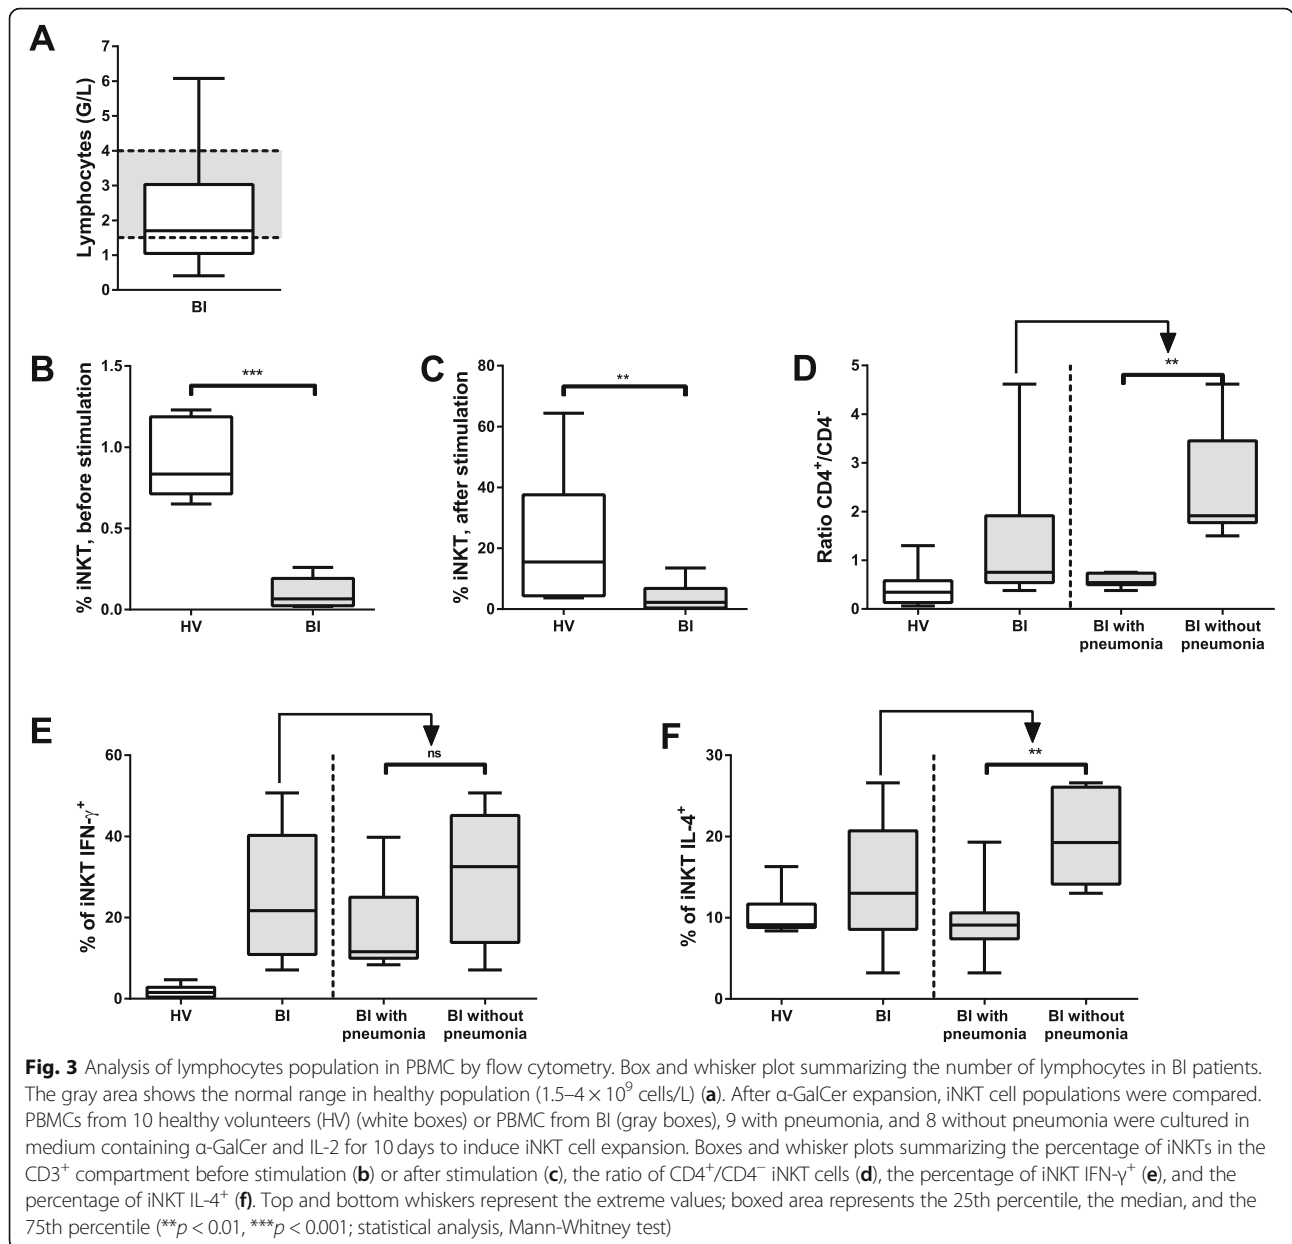 A
Lymphocytes (G/L)
7
6
5
4
3
2
1
0
BI
B
% iNKT, before stimulation
1.5
1.0
0.5
0.0
***
HV BI
C
% iNKT, after stimulation
80
60
40
20
0
**
HV BI
D
Ratio CD4⁺/CD4⁻
5
4
3
2
1
0
**
HV BI BI with BI without
pneumonia pneumonia
E
% of iNKT IFN-γ⁺
60
40
20
0
ns
HV BI BI with BI without
pneumonia pneumonia
F
% of iNKT IL-4⁺
30
20
10
0
**
HV BI BI with BI without
pneumonia pneumonia
Fig. 3 Analysis of lymphocytes population in PBMC by flow cytometry. Box and whisker plot summarizing the number of lymphocytes in BI patients.
The gray area shows the normal range in healthy population (1.5–4 × 10⁹ cells/L) (a). After α-GalCer expansion, iNKT cell populations were compared.
PBMCs from 10 healthy volunteers (HV) (white boxes) or PBMC from BI (gray boxes), 9 with pneumonia, and 8 without pneumonia were cultured in
medium containing α-GalCer and IL-2 for 10 days to induce iNKT cell expansion. Boxes and whisker plots summarizing the percentage of iNKTs in the
CD3⁺ compartment before stimulation (b) or after stimulation (c), the ratio of CD4⁺/CD4⁻ iNKT cells (d), the percentage of iNKT IFN-γ⁺ (e), and the
percentage of iNKT IL-4⁺ (f). Top and bottom whiskers represent the extreme values; boxed area represents the 25th percentile, the median, and the
75th percentile (**p < 0.01, ***p < 0.001; statistical analysis, Mann-Whitney test)